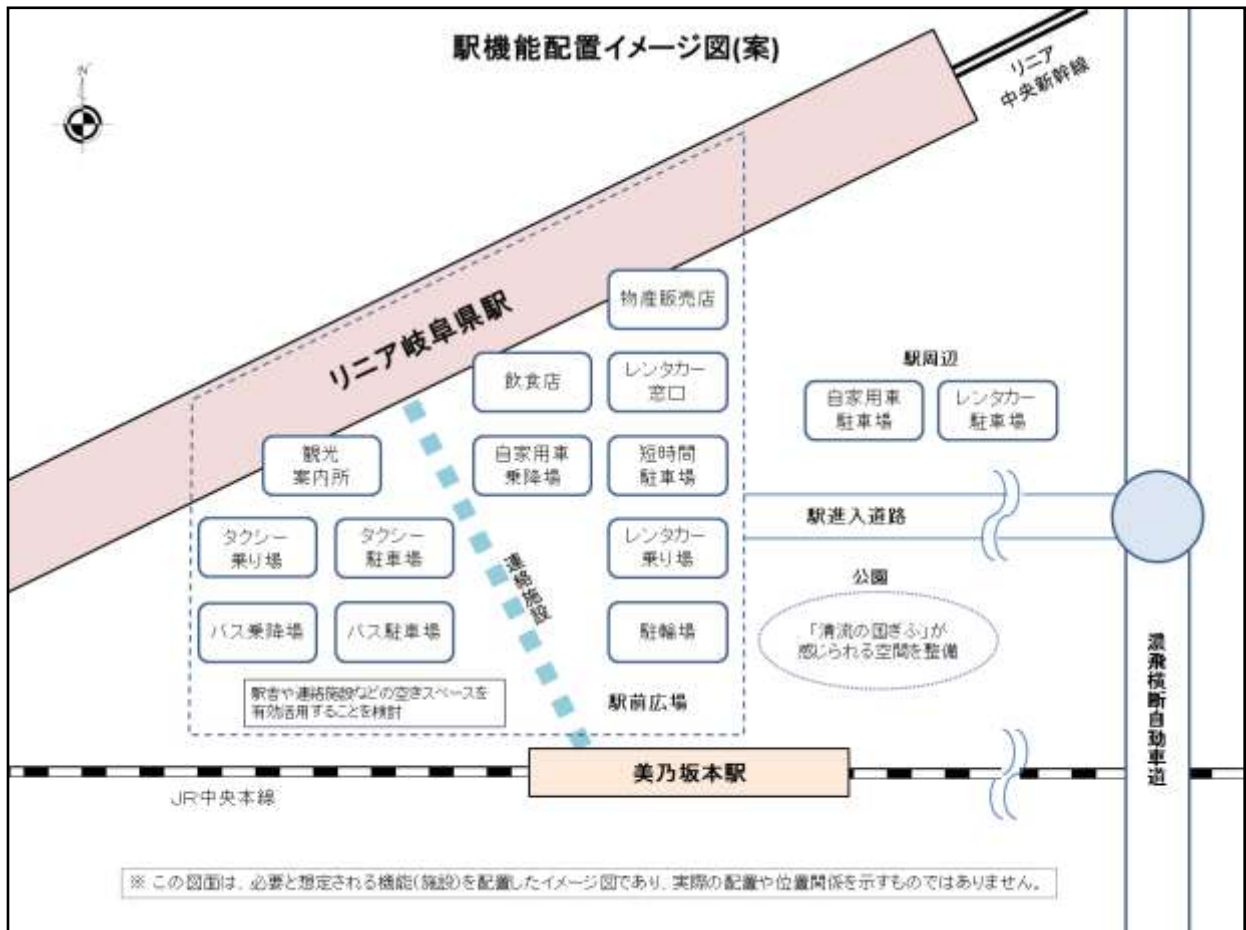 駅機能配置イメージ図(案)
N
リニア
中央新幹線
リニア岐阜県駅
物産販売店
飲食店
レンタカー
窓口
駅周辺
自家用車
駐車場
レンタカー
駐車場
観光
案内所
自家用車
乗降場
短時間
駐車場
駅進入道路
タクシー
乗り場
タクシー
駐車場
連絡施設
レンタカー
乗り場
公園
「清流の国ぎふ」が
感じられる空間を整備
バス乗降場
バス駐車場
駐輪場
駅舎や連絡施設などの空きスペースを
有効活用することを検討
駅前広場
濃飛横断自動車道
美乃坂本駅
JR中央本線
※ この図面は、必要と想定される機能(施設)を配置したイメージ図であり、実際の配置や位置関係を示すものではありません。